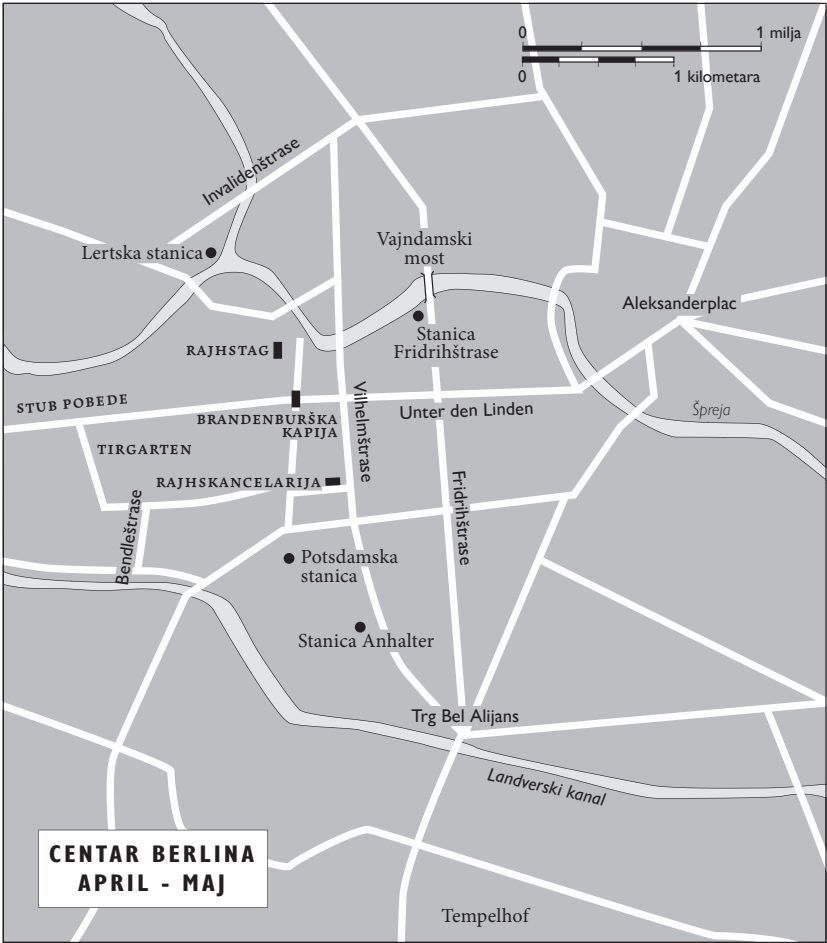 0 1 milja
0 1 kilometara
Invalidenštrase
Lertska stanica
Vajndamski
most
Aleksanderplac
Stanica
Fridrihštrase
RAJHSTAG
STUB POBEDE
Vilhelmštrase
Unter den Linden
Špreja
BRANDENBURŠKA
KAPIJA
TIRGARTEN
RAJHSKANCELARIJA
Bendleštrase
Fridrihštrase
Potsdamska
stanica
Stanica Anhalter
Trg Bel Alijans
Landverski kanal
CENTAR BERLINA
APRIL - MAJ
Tempelhof